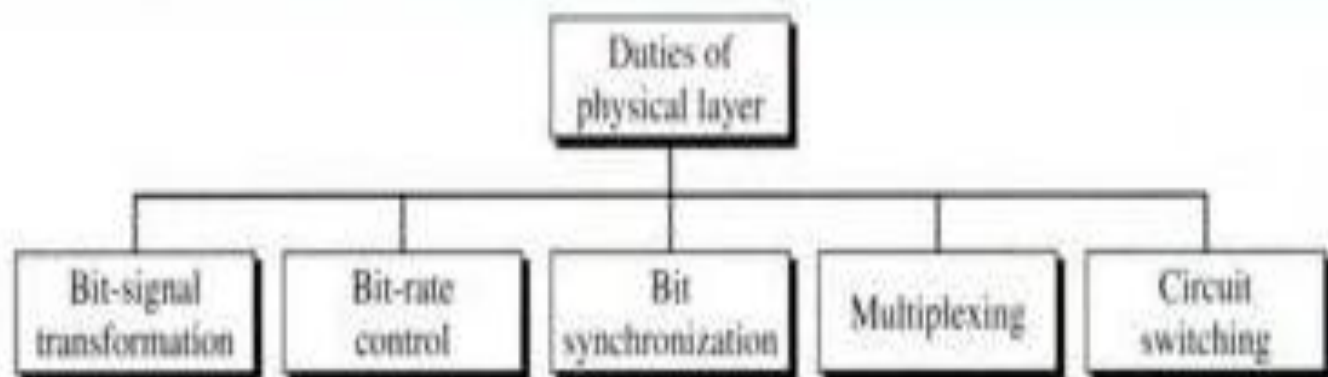 Duties of
physical layer
Bit-signal
transformation
Bit-rate
control
Bit
synchronization
Multiplexing
Circuit
switching